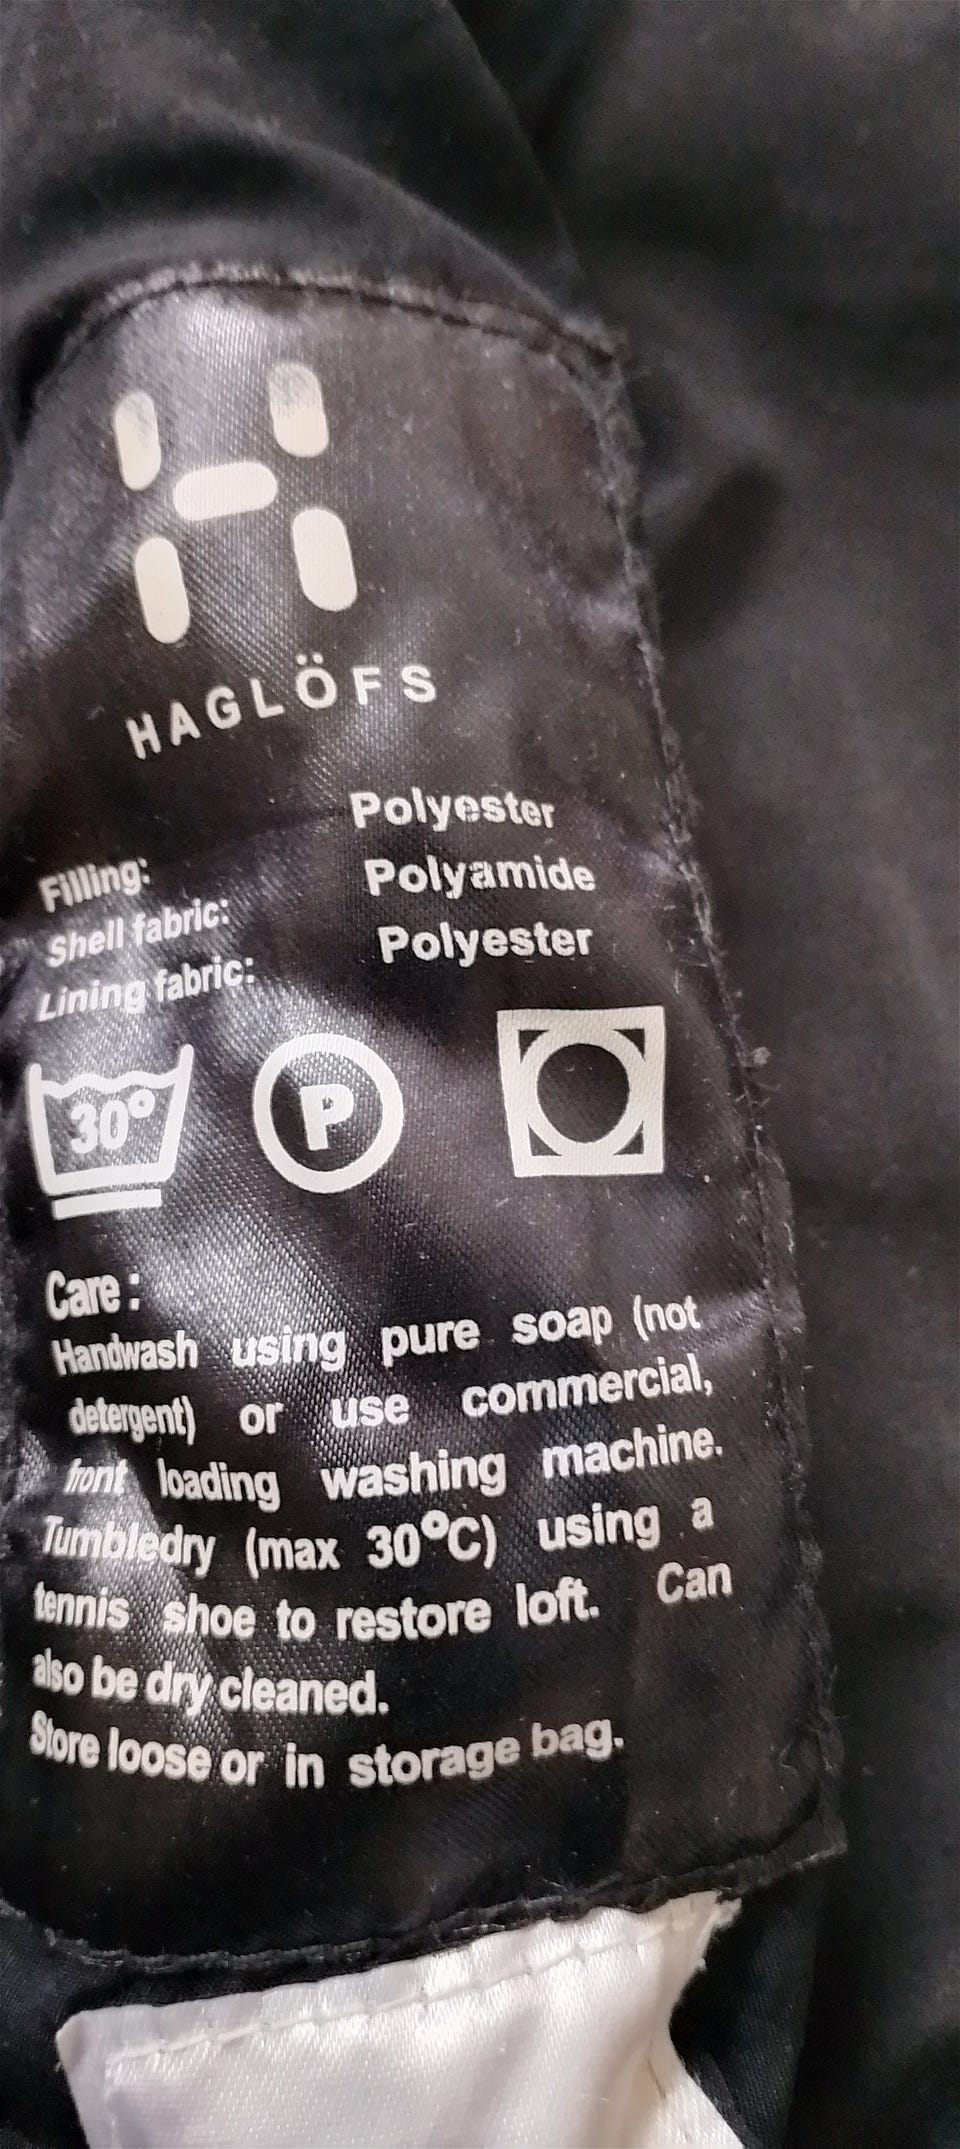 HAGLÖFS
Filling: Polyester
Shell fabric: Polyamide
Lining fabric: Polyester
30° P
Care :
Handwash using pure soap (not
detergent) or use commercial,
front loading washing machine.
Tumbledry (max 30°C) using a
tennis shoe to restore loft. Can
also be dry cleaned.
Store loose or in storage bag.